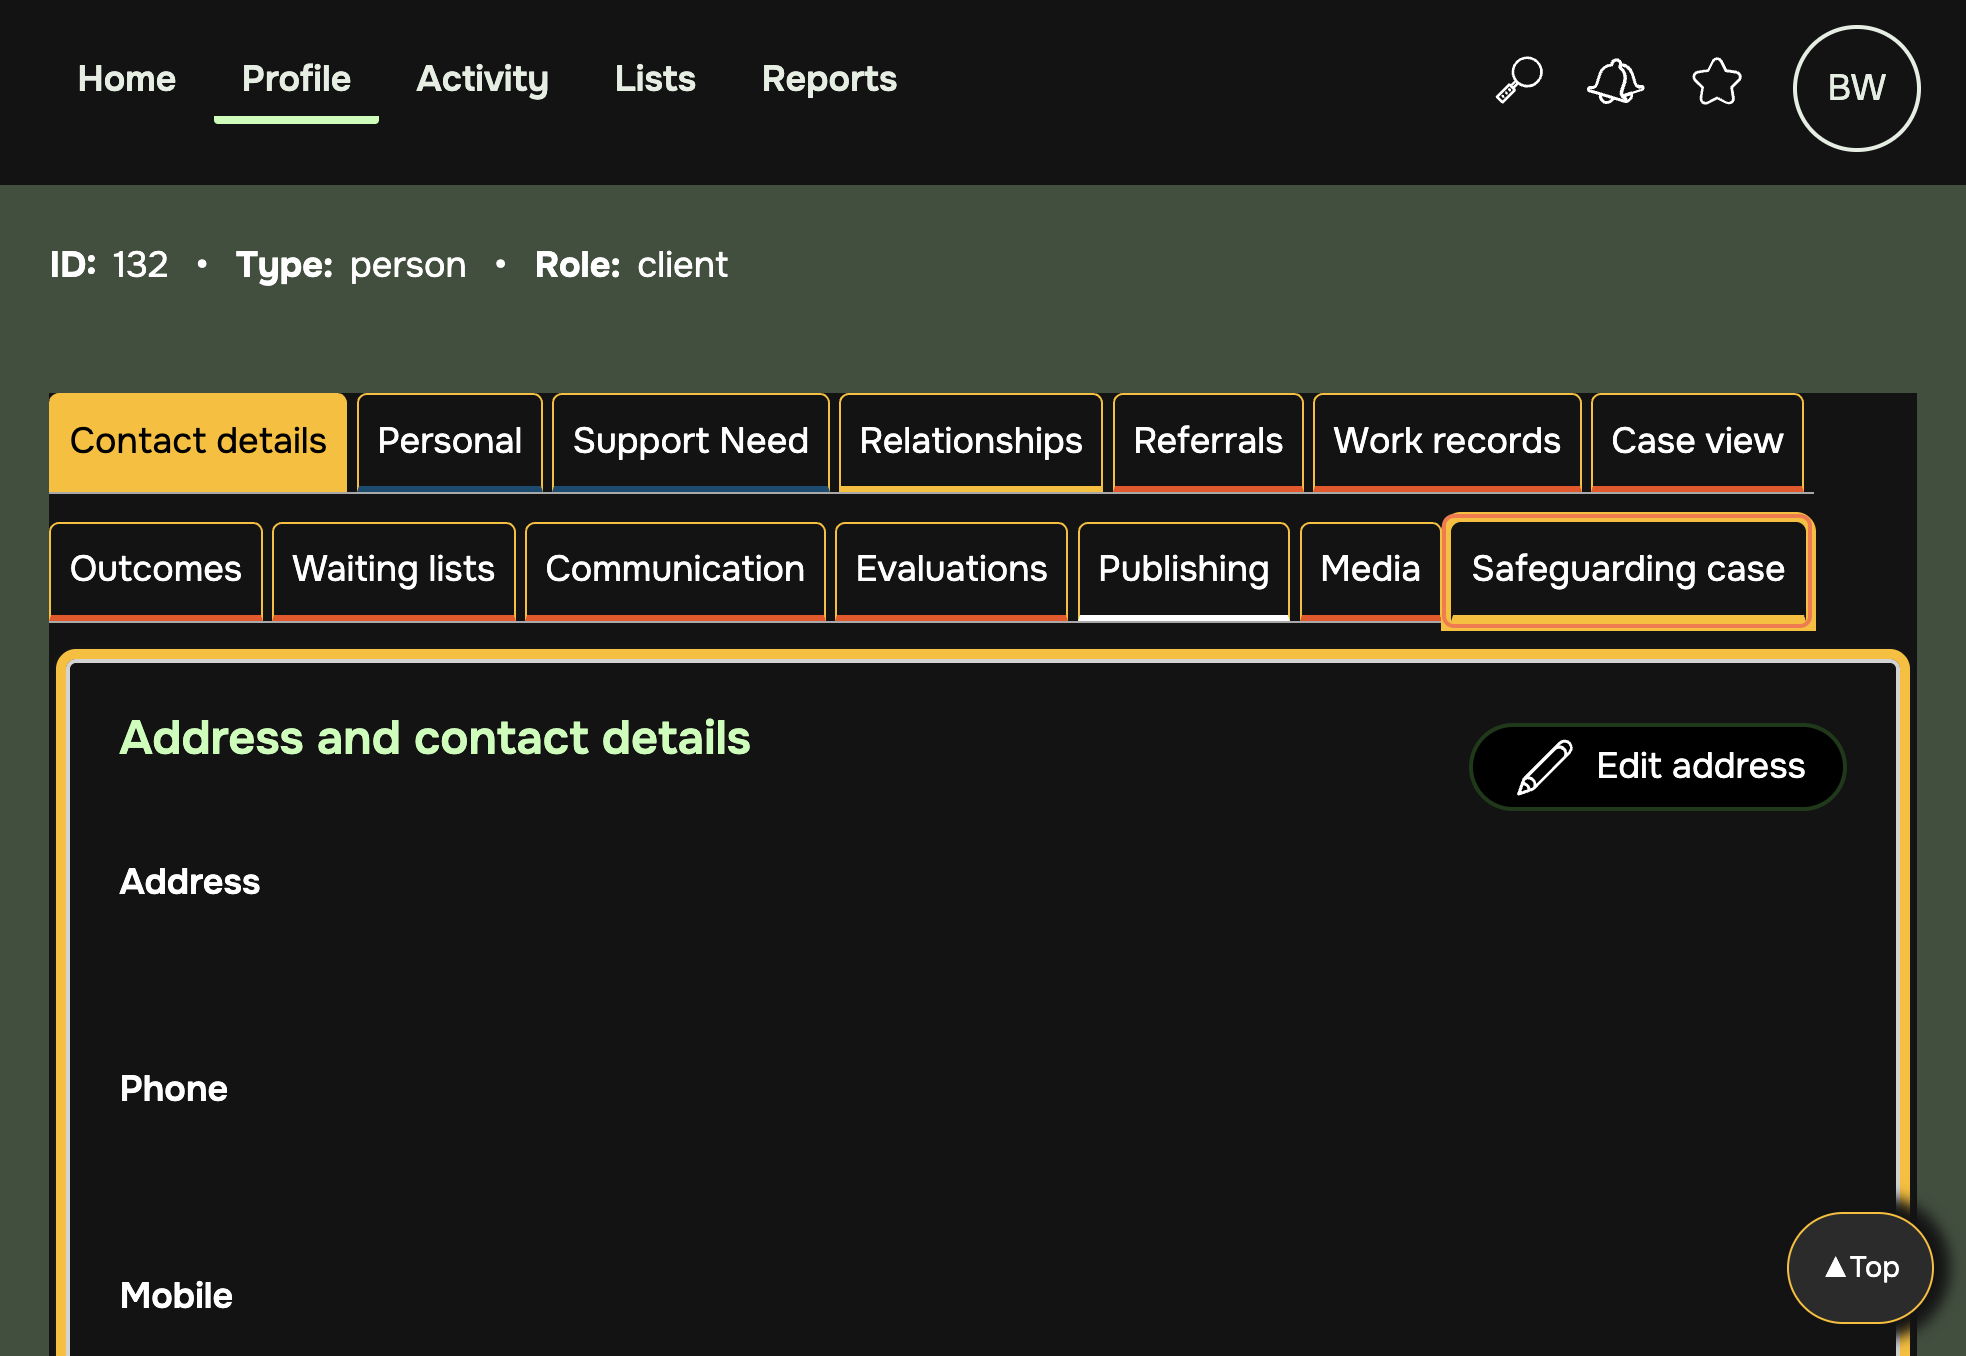 Home Profile Activity Lists Reports BW
ID: 132 • Type: person • Role: client
Contact details Personal Support Need Relationships Referrals Work records Case view
Outcomes Waiting lists Communication Evaluations Publishing Media Safeguarding case
Address and contact details
Edit address
Address
Phone
▲Top
Mobile